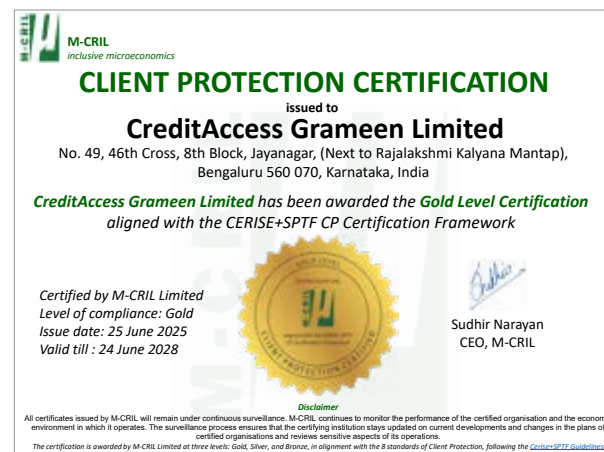 M-CRIL
M-CRIL
inclusive microeconomics
CLIENT PROTECTION CERTIFICATION
issued to
CreditAccess Grameen Limited
No. 49, 46th Cross, 8th Block, Jayanagar, (Next to Rajalakshmi Kalyana Mantap),
Bengaluru 560 070, Karnataka, India
CreditAccess Grameen Limited has been awarded the Gold Level Certification
aligned with the CERISE+SPTF CP Certification Framework
GOLD LEVEL
CLIENT PROTECTION CERTIFIED
Certified by M-CRIL Limited
Level of compliance: Gold
Issue date: 25 June 2025
Valid till : 24 June 2028
Sudhir Narayan
CEO, M-CRIL
Disclaimer
All certificates issued by M-CRIL will remain under continuous surveillance. M-CRIL continues to monitor the performance of the certified organisation and the econom
environment in which it operates. The surveillance process ensures that the certifying institution stays updated on current developments and changes in the plans of
certified organisations and reviews sensitive aspects of its operations.
The certification is awarded by M-CRIL Limited at three levels: Gold, Silver, and Bronze, in alignment with the 8 standards of Client Protection, following the Cerise+SPTF Guidelines